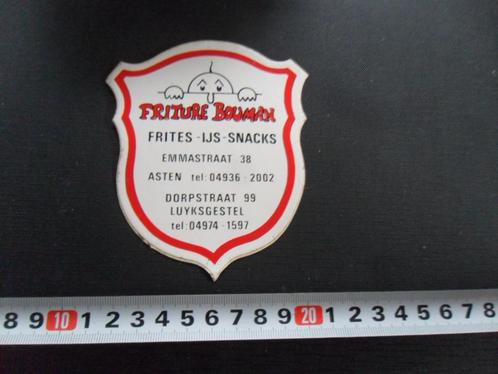 FRITURE BOUMAN
FRITES - IJS - SNACKS
EMMASTRAAT 38
ASTEN tel: 04936 - 2002
DORPSTRAAT 99
LUYKSGESTEL
tel: 04974 - 1597
8 9 10 1 2 3 4 5 6 7 8 9 20 1 2 3 4 5 6 7 8